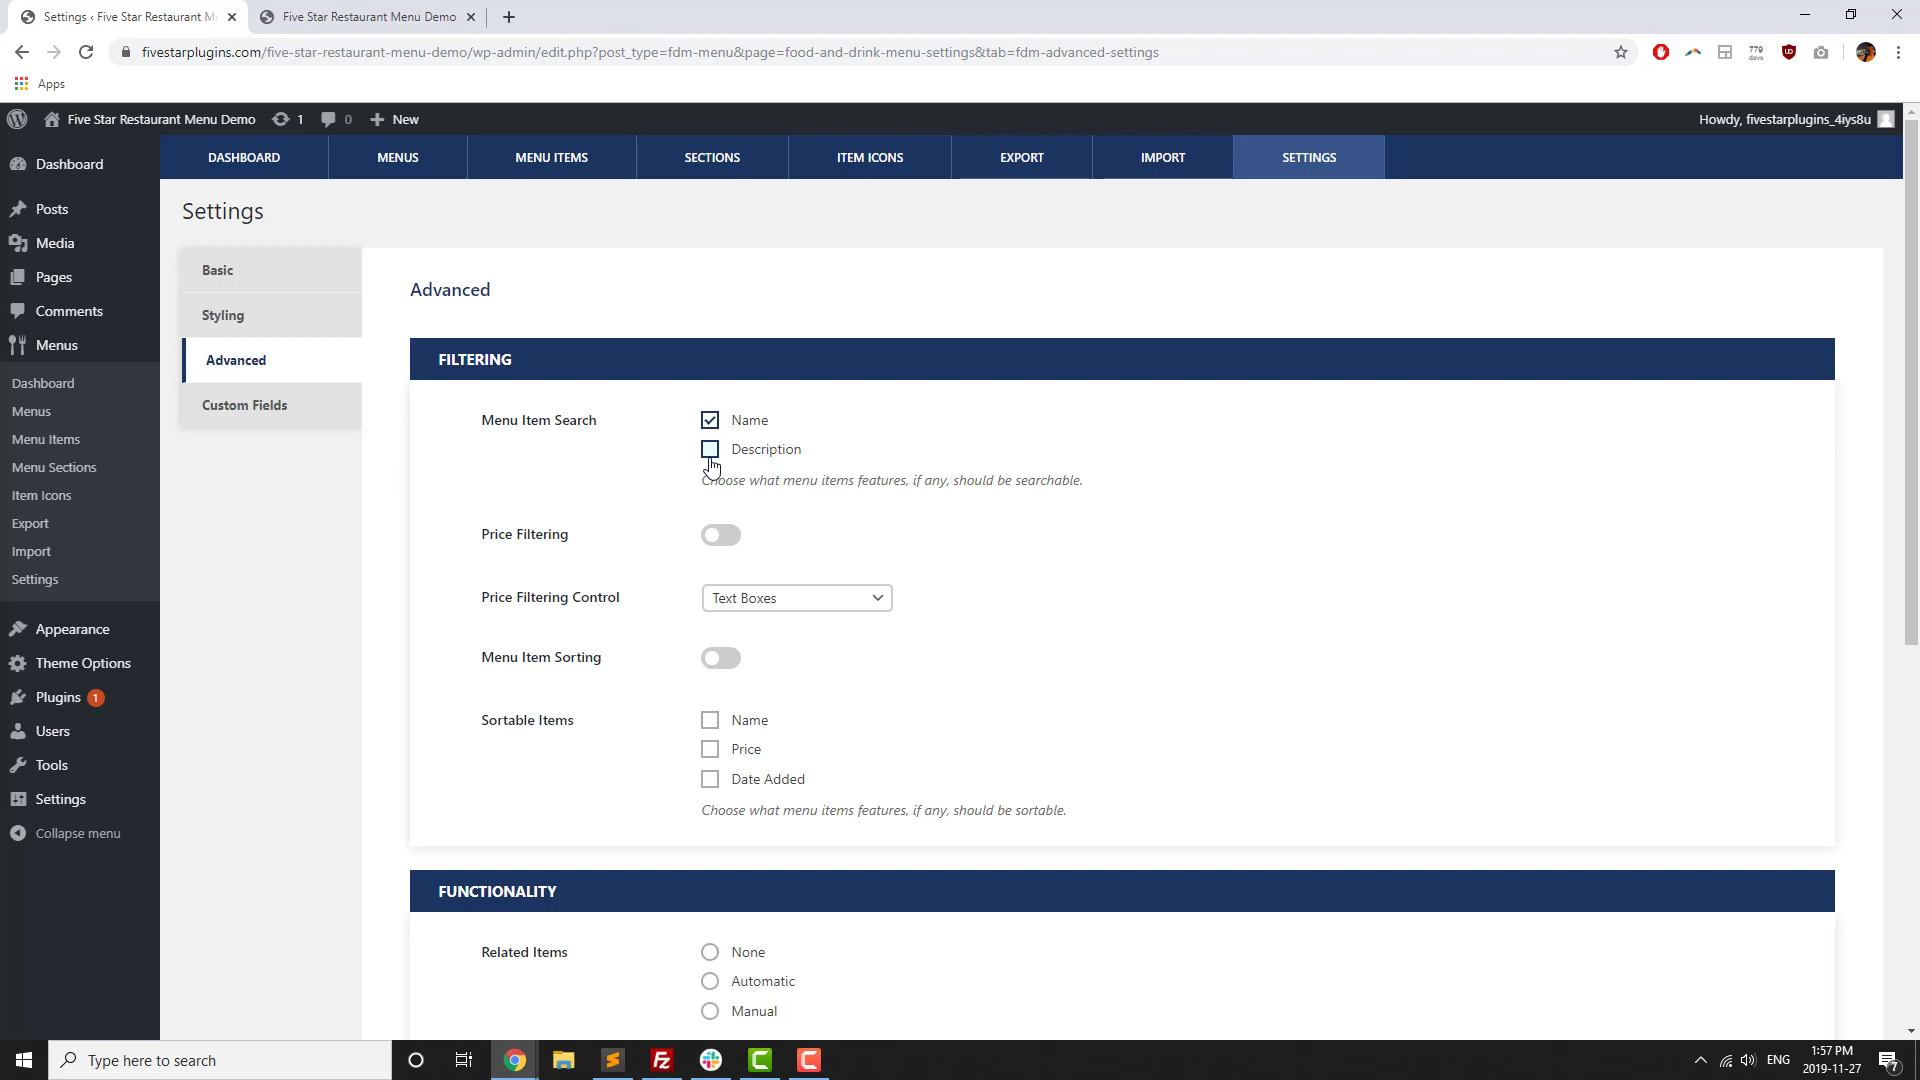 Settings ‹ Five Star Restaurant Me
Five Star Restaurant Menu Demo
fivestarplugins.com/five-star-restaurant-menu-demo/wp-admin/edit.php?post_type=fdm-menu&page=food-and-drink-menu-settings&tab=fdm-advanced-settings
779
days
Apps
Five Star Restaurant Menu Demo
1
0
New
Howdy, fivestarplugins_4iys8u
DASHBOARD
MENUS
MENU ITEMS
SECTIONS
ITEM ICONS
EXPORT
IMPORT
SETTINGS
Dashboard
Posts
Media
Pages
Comments
Menus
Dashboard
Menus
Menu Items
Menu Sections
Item Icons
Export
Import
Settings
Appearance
Theme Options
Plugins 1
Users
Tools
Settings
Collapse menu
Settings
Basic
Styling
Advanced
Custom Fields
Advanced
FILTERING
Menu Item Search
Name
Description
Choose what menu items features, if any, should be searchable.
Price Filtering
Price Filtering Control
Text Boxes
Menu Item Sorting
Sortable Items
Name
Price
Date Added
Choose what menu items features, if any, should be sortable.
FUNCTIONALITY
Related Items
None
Automatic
Manual
Type here to search
ENG
1:57 PM
2019-11-27
7